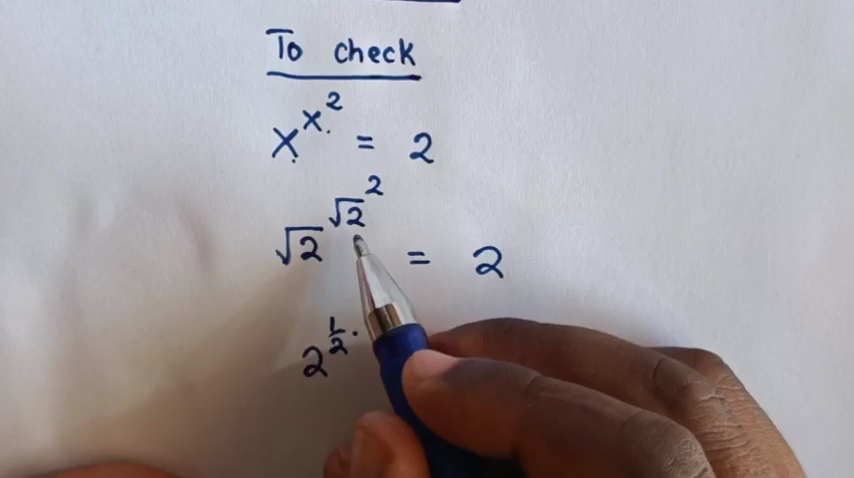 To check
x^x^2 = 2
√2^√2^2 = 2
2^1/2 .